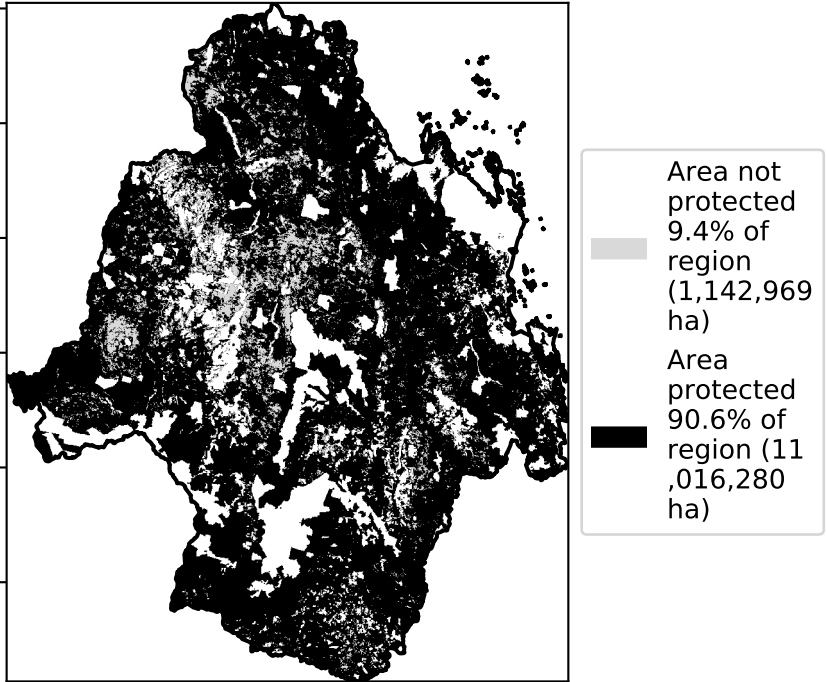 Area not
protected
9.4% of
region
(1,142,969
ha)
Area
protected
90.6% of
region (11
,016,280
ha)